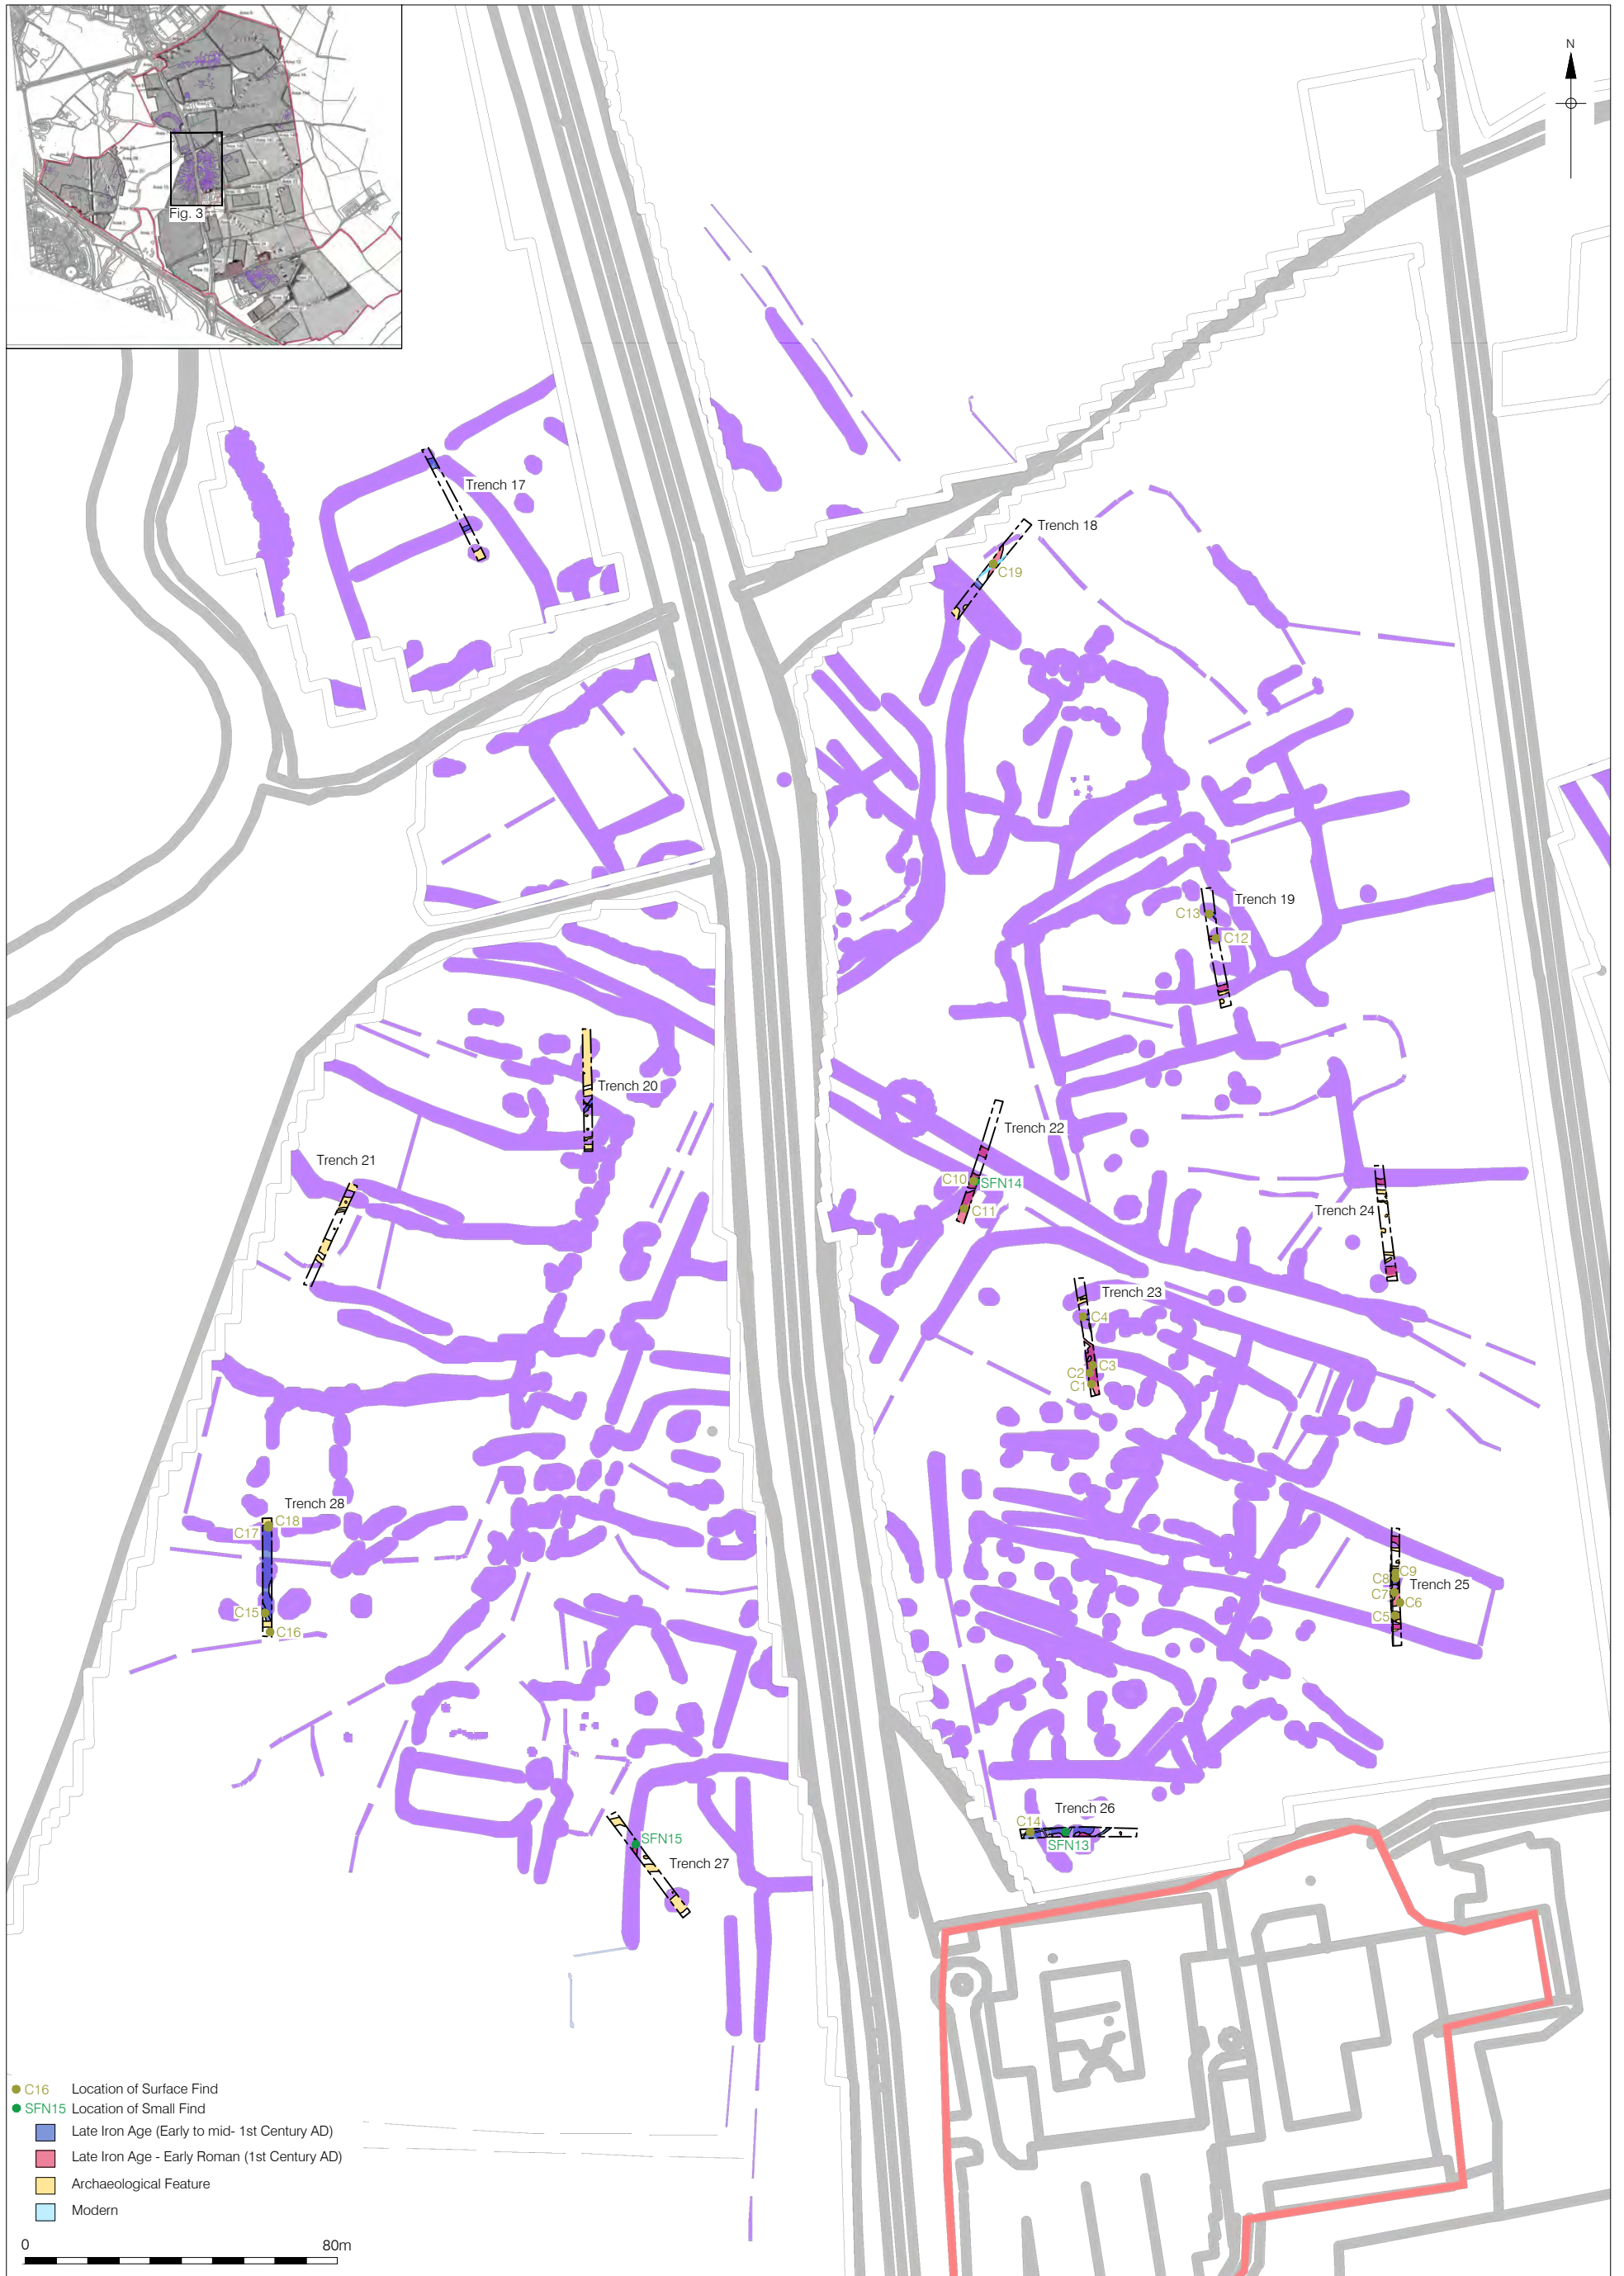 N
Fig. 3
Trench 17
Trench 18
C19
Trench 19
C13
C12
Trench 20
Trench 21
Trench 22
C10
SFN14
C11
Trench 24
Trench 23
C4
C3
C2
C1
Trench 28
C18
C17
C15
C16
C9
C8
Trench 25
C7
C6
C5
Trench 26
C14
SFN13
SFN15
Trench 27
C16 Location of Surface Find
SFN15 Location of Small Find
Late Iron Age (Early to mid- 1st Century AD)
Late Iron Age - Early Roman (1st Century AD)
Archaeological Feature
Modern
0 80m